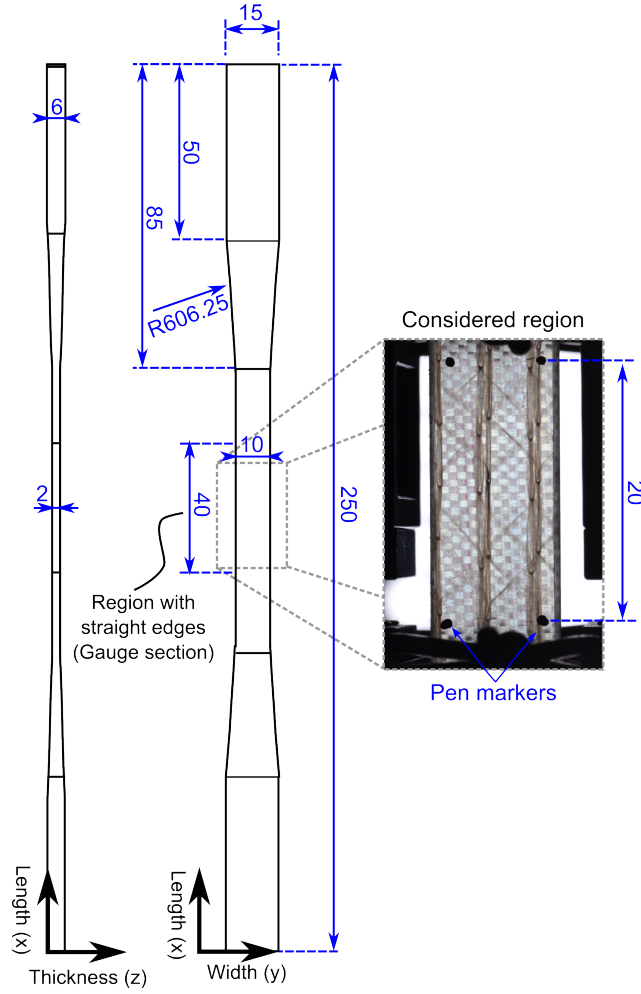 15
6
50
85
R606.25
Considered region
10
2
40
250
20
Region with
straight edges
(Gauge section)
Pen markers
Length (x)
Thickness (z)
Length (x)
Width (y)